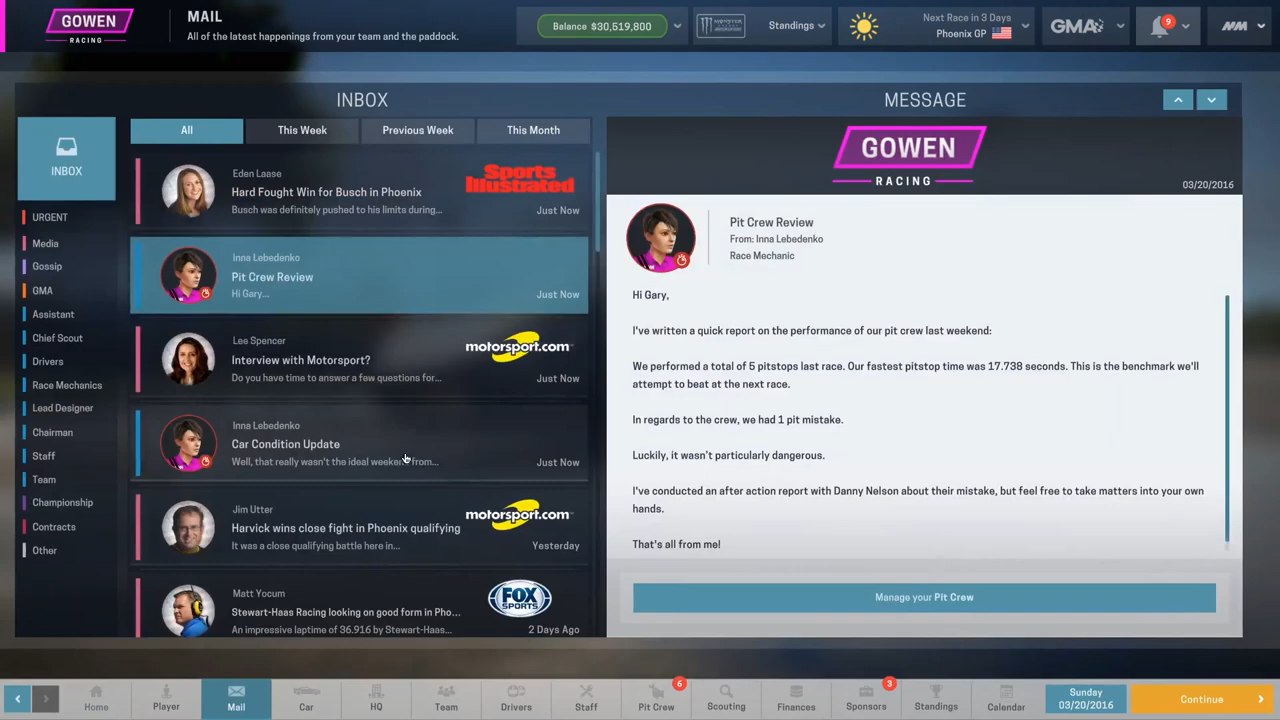 GOWEN
RACING
MAIL
All of the latest happenings from your team and the paddock.
Balance $30,519,800
Standings
Next Race in 3 Days
Phoenix GP
GMA
9
INBOX
MESSAGE
INBOX
URGENT
Media
Gossip
GMA
Assistant
Chief Scout
Drivers
Race Mechanics
Lead Designer
Chairman
Staff
Team
Championship
Contracts
Other
All
This Week
Previous Week
This Month
Eden Laase
Hard Fought Win for Busch in Phoenix
Busch was definitely pushed to his limits during...
Sports Illustrated
Just Now
Inna Lebedenko
Pit Crew Review
Hi Gary...
Just Now
Lee Spencer
Interview with Motorsport?
Do you have time to answer a few questions for...
motorsport.com
Just Now
Inna Lebedenko
Car Condition Update
Well, that really wasn't the ideal weekend from...
Just Now
Jim Utter
Harvick wins close fight in Phoenix qualifying
It was a close qualifying battle here in...
motorsport.com
Yesterday
Matt Yocum
Stewart-Haas Racing looking on good form in Pho...
An impressive laptime of 36.916 by Stewart-Haas...
FOX
SPORTS
2 Days Ago
GOWEN
RACING
03/20/2016
Pit Crew Review
From: Inna Lebedenko
Race Mechanic
Hi Gary,
I've written a quick report on the performance of our pit crew last weekend:
We performed a total of 5 pitstops last race. Our fastest pitstop time was 17.738 seconds. This is the benchmark we'll
attempt to beat at the next race.
In regards to the crew, we had 1 pit mistake.
Luckily, it wasn't particularly dangerous.
I've conducted an after action report with Danny Nelson about their mistake, but feel free to take matters into your own
hands.
That's all from me!
Manage your Pit Crew
Home
Player
Mail
Car
HQ
Team
Drivers
Staff
6
Pit Crew
Scouting
Finances
3
Sponsors
Standings
Calendar
Sunday
03/20/2016
Continue